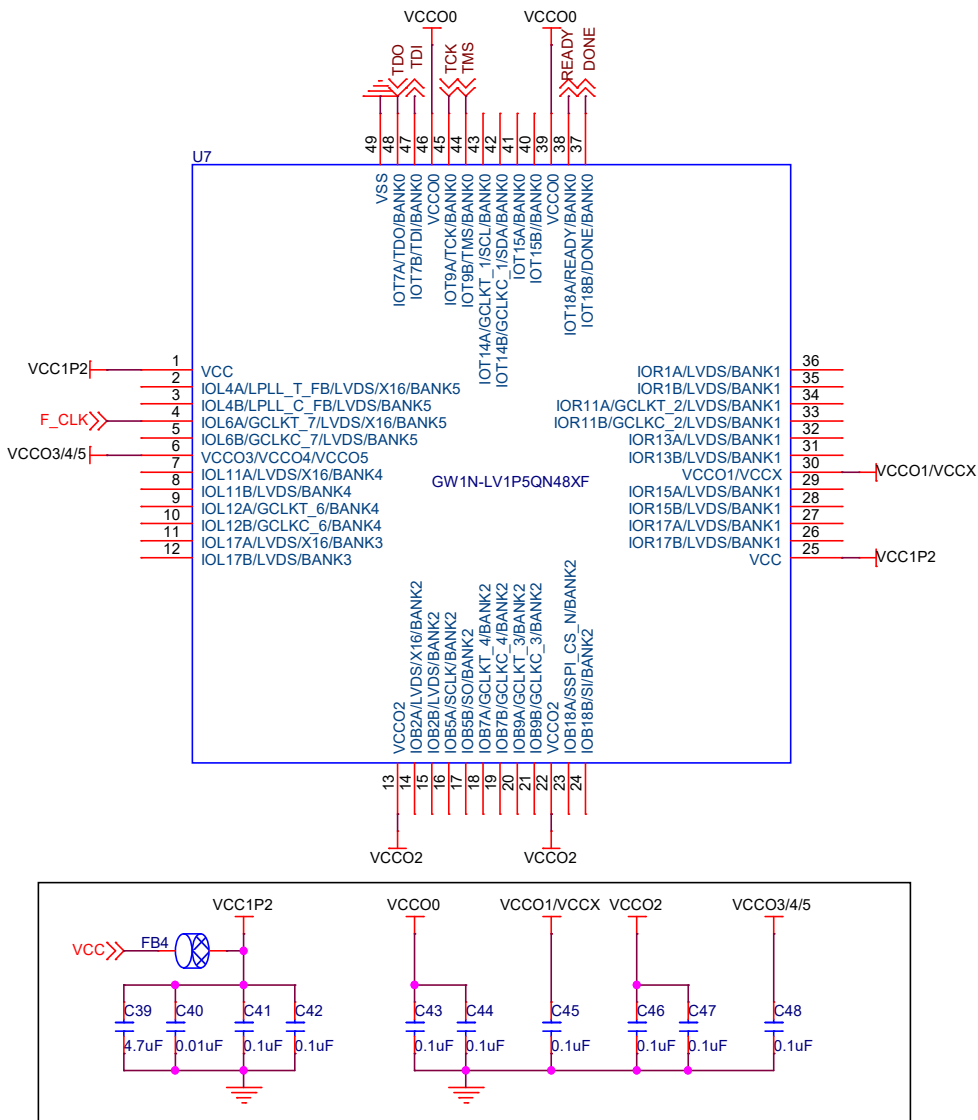 VCCO0 VCCO0
TDO TDI TCK TMS READY DONE
49 48 47 46 45 44 43 42 41 40 39 38 37
U7
VSS
IOT7A/TDO/BANK0
IOT7B/TDI/BANK0
VCCO0
IOT9A/TCK/BANK0
IOT9B/TMS/BANK0
IOT14A/GCLKT_1/SCL/BANK0
IOT14B/GCLKC_1/SDA/BANK0
IOT15A/BANK0
IOT15B//BANK0
VCCO0
IOT18A/READY/BANK0
IOT18B/DONE/BANK0
VCC1P2 1 VCC
2 IOL4A/LPLL_T_FB/LVDS/X16/BANK5
3 IOL4B/LPLL_C_FB/LVDS/BANK5
F_CLK 4 IOL6A/GCLKT_7/LVDS/X16/BANK5
5 IOL6B/GCLKC_7/LVDS/BANK5
VCCO3/4/5 6 VCCO3/VCCO4/VCCO5
7 IOL11A/LVDS/X16/BANK4
8 IOL11B/LVDS/BANK4
9 IOL12A/GCLKT_6/BANK4
10 IOL12B/GCLKC_6/BANK4
11 IOL17A/LVDS/X16/BANK3
12 IOL17B/LVDS/BANK3
GW1N-LV1P5QN48XF
IOR1A/LVDS/BANK1 36
IOR1B/LVDS/BANK1 35
IOR11A/GCLKT_2/LVDS/BANK1 34
IOR11B/GCLKC_2/LVDS/BANK1 33
IOR13A/LVDS/BANK1 32
IOR13B/LVDS/BANK1 31
VCCO1/VCCX 30 VCCO1/VCCX
IOR15A/LVDS/BANK1 29
IOR15B/LVDS/BANK1 28
IOR17A/LVDS/BANK1 27
IOR17B/LVDS/BANK1 26
VCC 25 VCC1P2
VCCO2
IOB2A/LVDS/X16/BANK2
IOB2B/LVDS/BANK2
IOB5A/SCLK/BANK2
IOB5B/SO/BANK2
IOB7A/GCLKT_4/BANK2
IOB7B/GCLKC_4/BANK2
IOB9A/GCLKT_3/BANK2
IOB9B/GCLKC_3/BANK2
VCCO2
IOB18A/SSPI_CS_N/BANK2
IOB18B/SI/BANK2
13 14 15 16 17 18 19 20 21 22 23 24
VCCO2 VCCO2
VCC1P2 VCCO0 VCCO1/VCCX VCCO2 VCCO3/4/5
VCC FB4
C39 C40 C41 C42 C43 C44 C45 C46 C47 C48
4.7uF 0.01uF 0.1uF 0.1uF 0.1uF 0.1uF 0.1uF 0.1uF 0.1uF 0.1uF